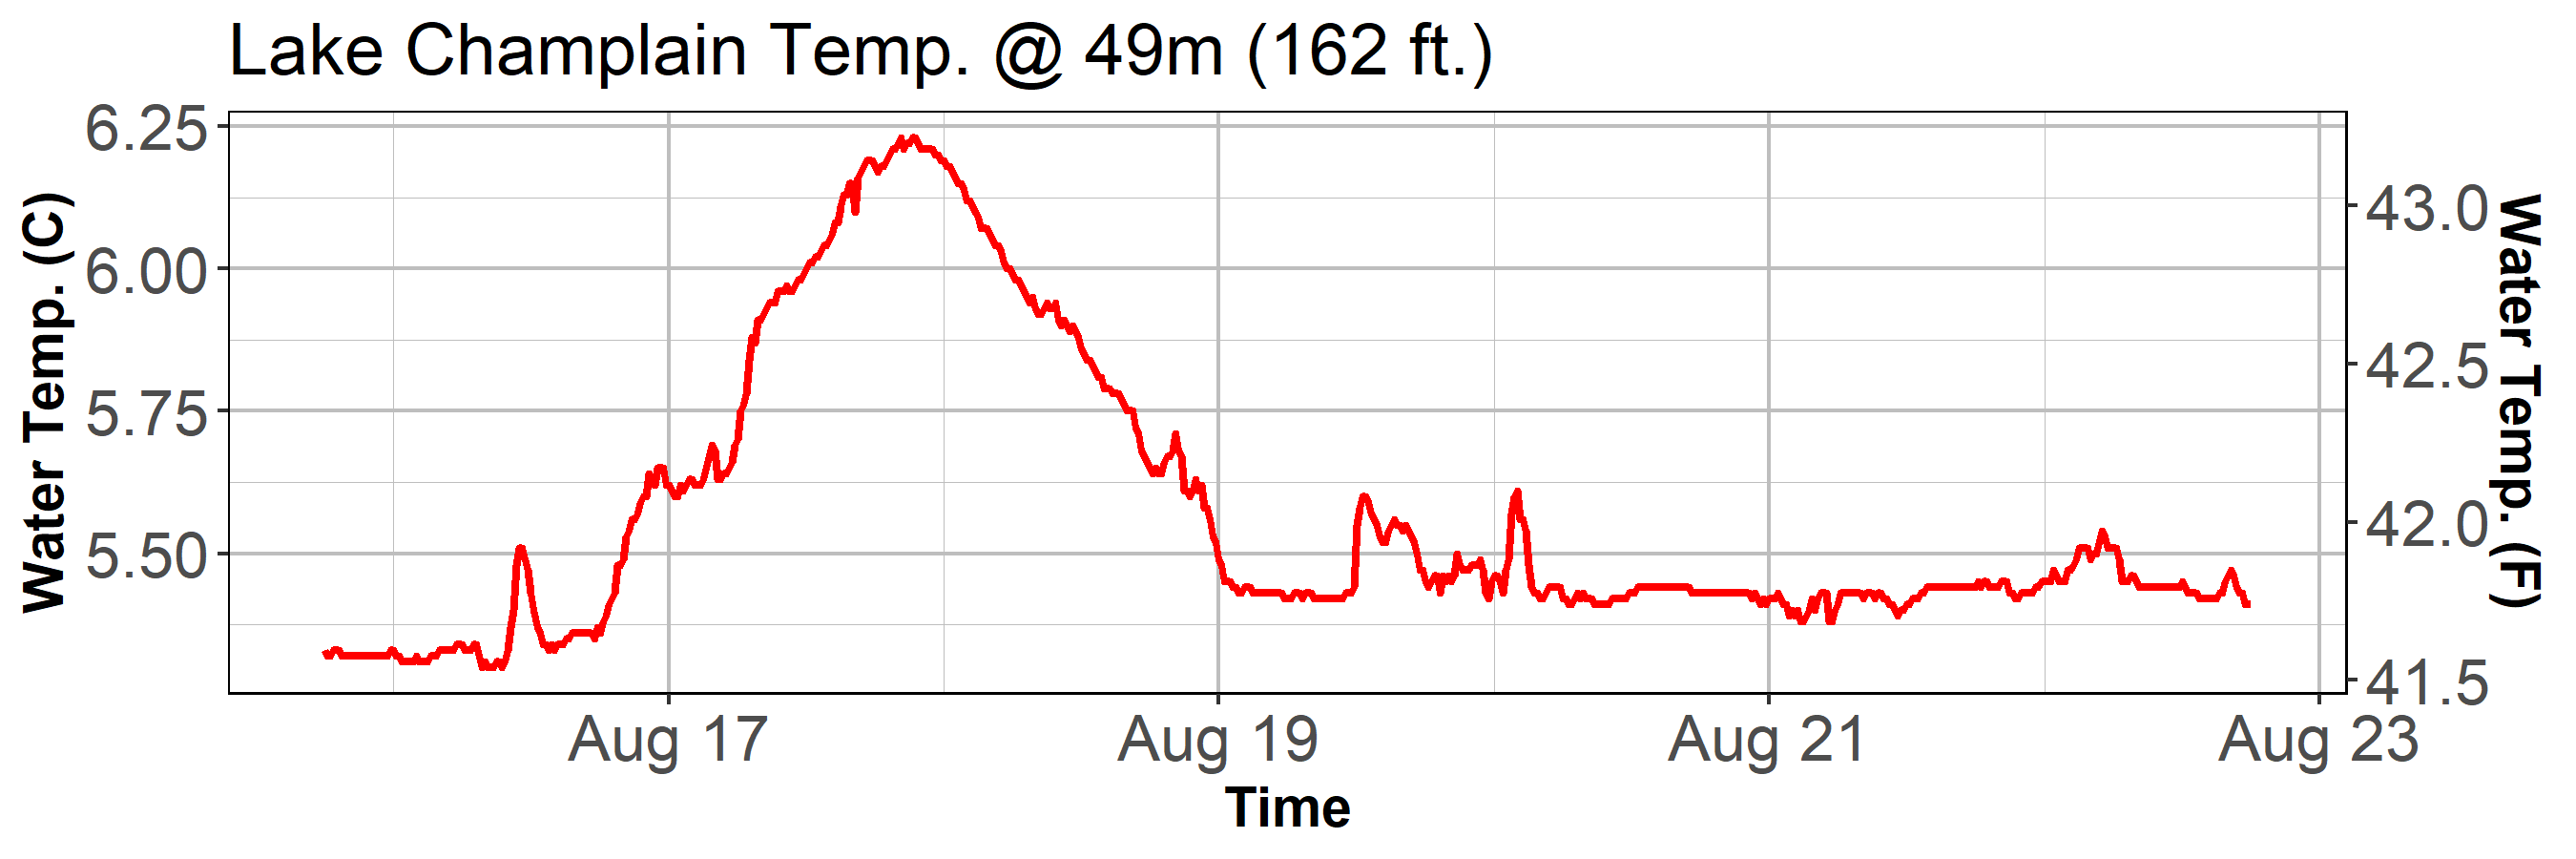 Lake Champlain Temp. @ 49m (162 ft.)
Water Temp. (C)
6.25
6.00
5.75
5.50
43.0
42.5
42.0
41.5
Water Temp. (F)
Aug 17 Aug 19 Aug 21 Aug 23
Time